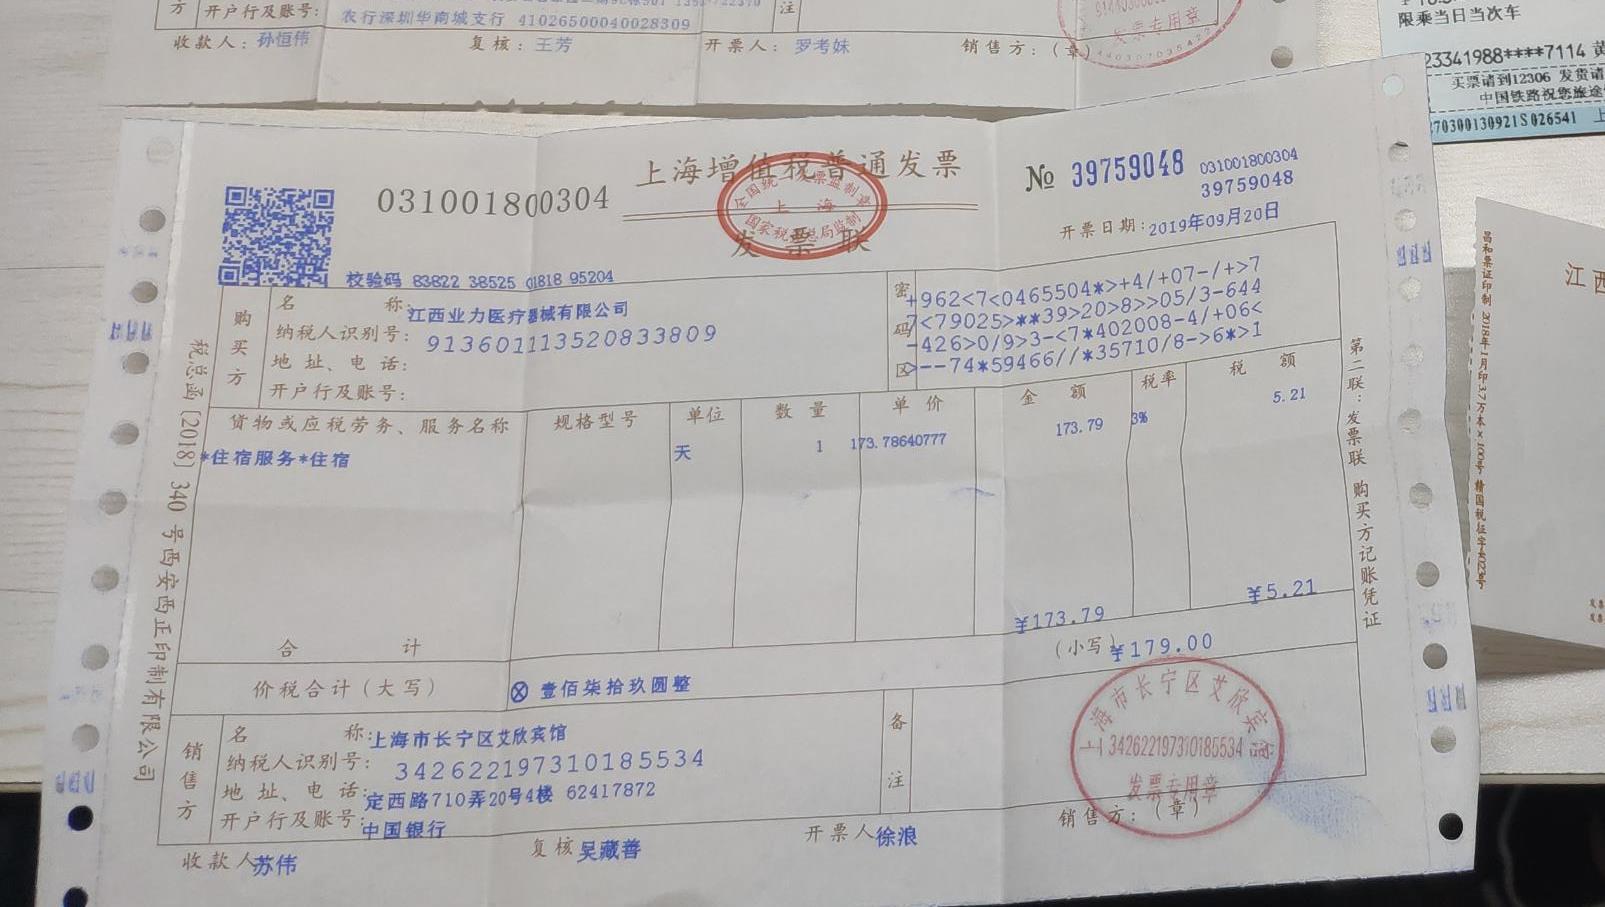 方 开户行及账号: 农行深圳华南城支行 41026500040028309 注
收款人: 孙恒伟 复核: 王芳 开票人: 罗考妹 销售方: (章)
发票专用章
限乘当日当次车
23341988****7114 黄
买票请到12306 发货请
中国铁路祝您旅途
70300130921S026541 上
031001800304
上海增值税普通发票
全国统一发票监制章
上海
国家税务总局监制
发票联
№ 39759048 031001800304
39759048
开票日期: 2019年09月20日
校验码 83822 38525 01818 95204
购买方
名称: 江西业力医疗器械有限公司
纳税人识别号: 913601113520833809
地址、电话:
开户行及账号:
密码区
+962<7<0465504*>+4/+07-/+>7
7<79025>**39>20>8>>05/3-644
-426>0/9>3-<7*402008-4/+06<
>--74*59466//*35710/8->6*>1
货物或应税劳务、服务名称 规格型号 单位 数量 单价 金额 税率 税额
*住宿服务*住宿 天 1 173.78640777 173.79 3% 5.21
合计 ¥173.79 ¥5.21
价税合计(大写) ⊗ 壹佰柒拾玖圆整 (小写) ¥179.00
销售方
名称: 上海市长宁区艾欣宾馆
纳税人识别号: 342622197310185534
地址、电话: 定西路710弄20号4楼 62417872
开户行及账号: 中国银行
备注
上海市长宁区艾欣宾馆
342622197310185534
发票专用章
收款人 苏伟 复核 吴藏善 开票人 徐浪 销售方: (章)
税总函[2018] 340 号西安西正印制有限公司
第二联:发票联 购买方记账凭证
江西